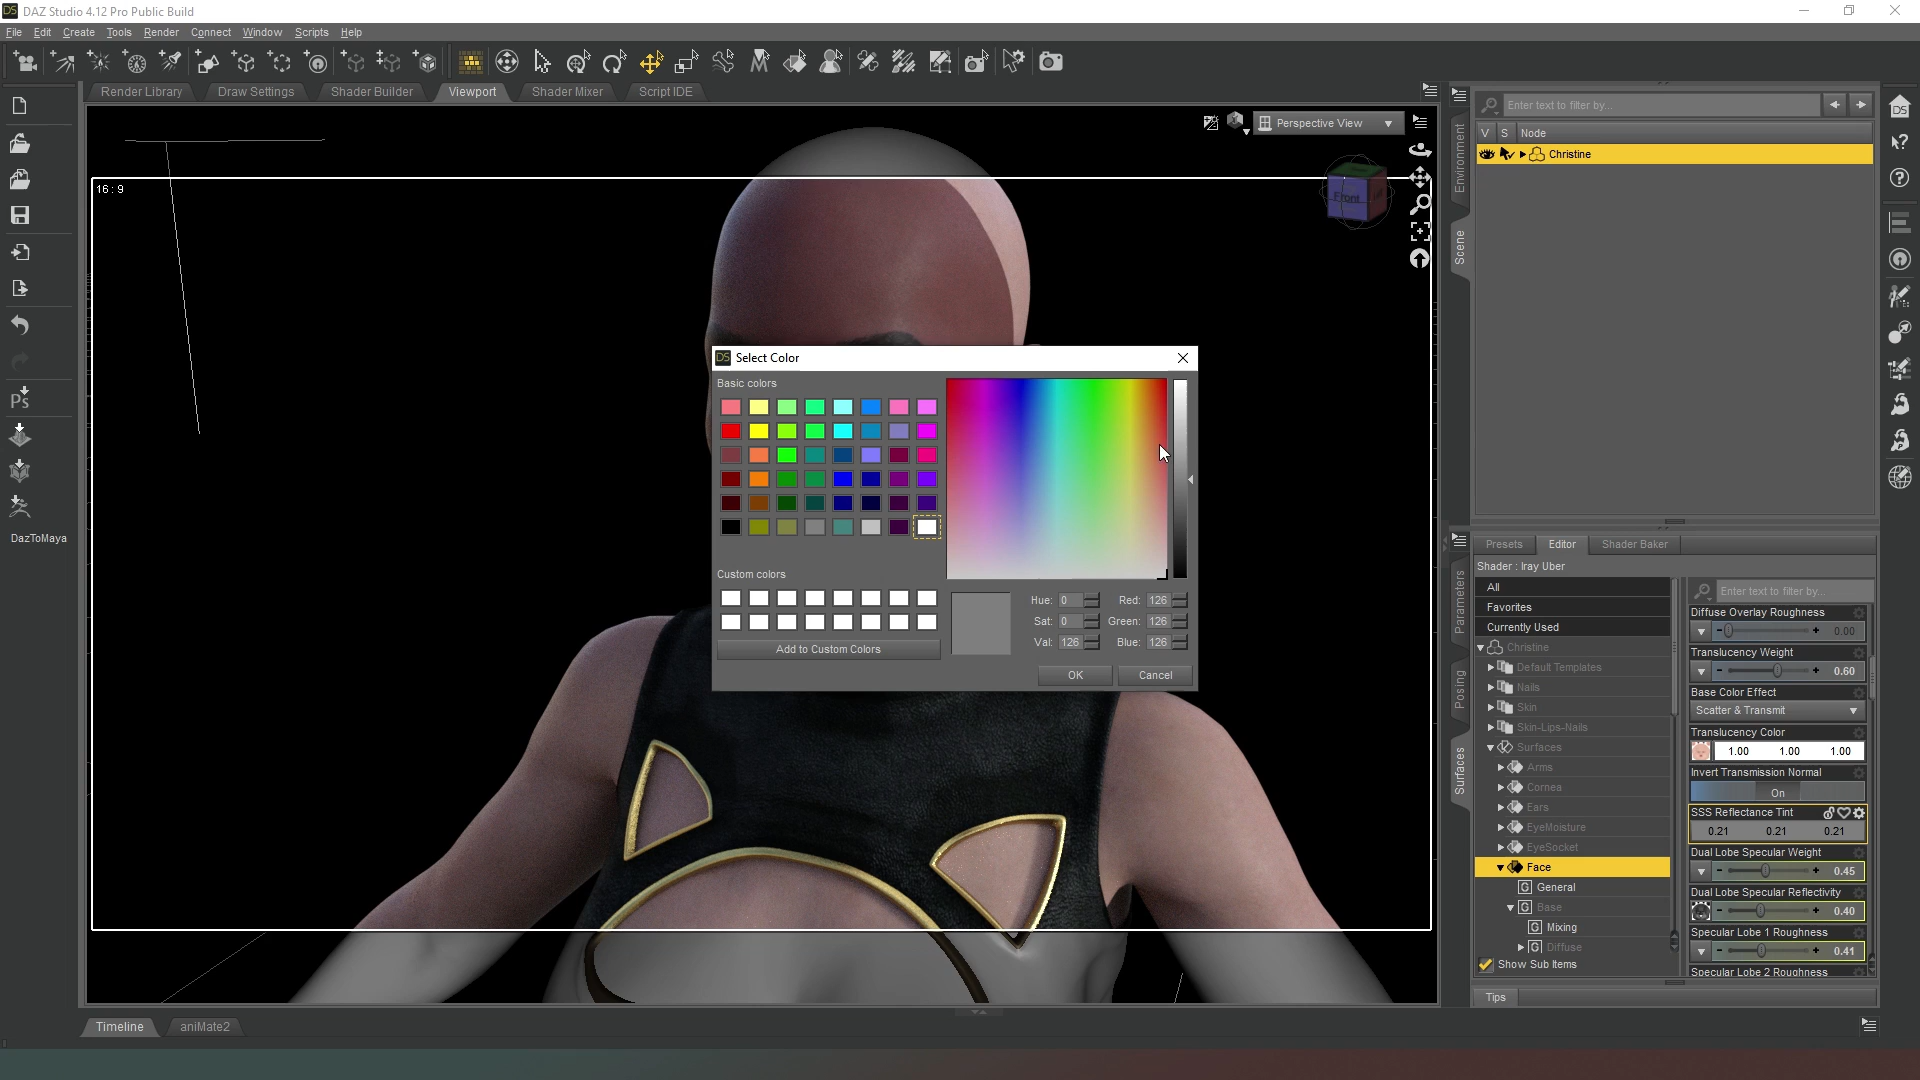 DAZ Studio 4.12 Pro Public Build
File Edit Create Tools Render Connect Window Scripts Help
Render Library Draw Settings Shader Builder Viewport Shader Mixer Script IDE
Perspective View
16 : 9
Front
Environment
Scene
Enter text to filter by...
V S Node
Christine
Select Color
Basic colors
Custom colors
Add to Custom Colors
Hue: 0 Red: 126
Sat: 0 Green: 126
Val: 126 Blue: 126
OK Cancel
DazToMaya
Parameters
Posing
Surfaces
Presets Editor Shader Baker
Shader : Iray Uber
All
Favorites
Currently Used
Christine
Default Templates
Nails
Skin
Skin-Lips-Nails
Surfaces
Arms
Cornea
Ears
EyeMoisture
EyeSocket
Face
General
Base
Mixing
Diffuse
Show Sub Items
Enter text to filter by...
Diffuse Overlay Roughness
0.00
Translucency Weight
0.60
Base Color Effect
Scatter & Transmit
Translucency Color
1.00 1.00 1.00
Invert Transmission Normal
On
SSS Reflectance Tint
0.21 0.21 0.21
Dual Lobe Specular Weight
0.45
Dual Lobe Specular Reflectivity
0.40
Specular Lobe 1 Roughness
0.41
Specular Lobe 2 Roughness
Tips
Timeline aniMate2